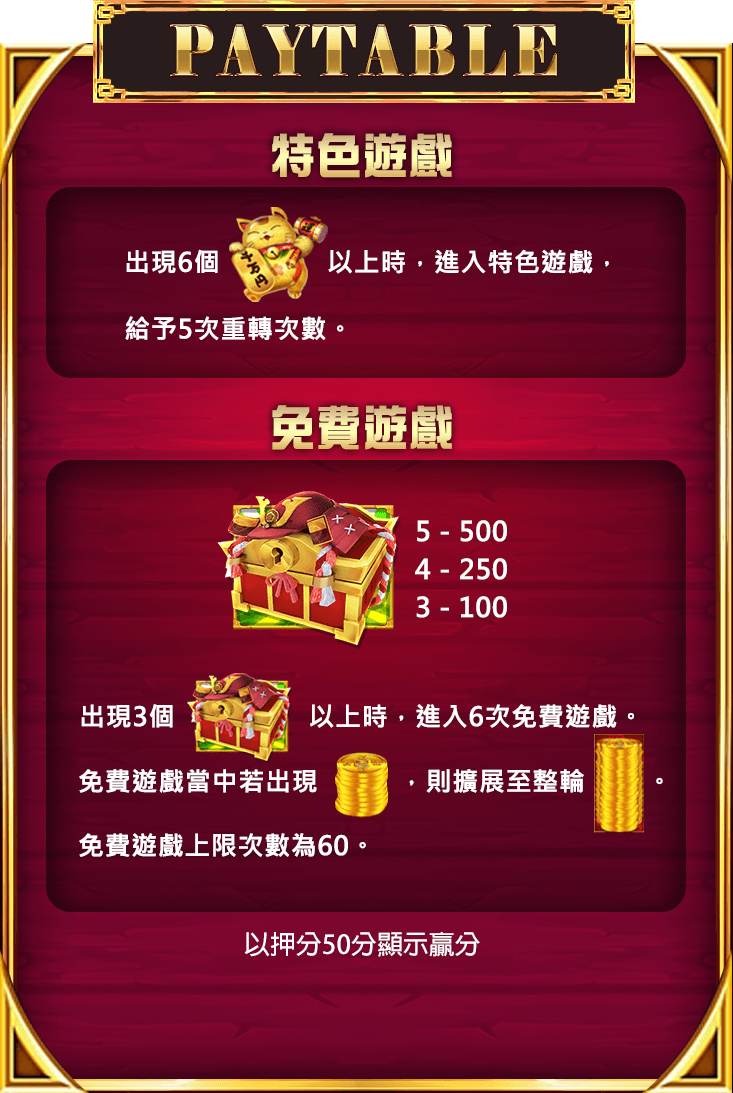 PAYTABLE
特色遊戲
出現6個 以上時，進入特色遊戲，
給予5次重轉次數。
免費遊戲
5 - 500
4 - 250
3 - 100
出現3個 以上時，進入6次免費遊戲。
免費遊戲當中若出現 ，則擴展至整輪 。
免費遊戲上限次數為60。
以押分50分顯示贏分